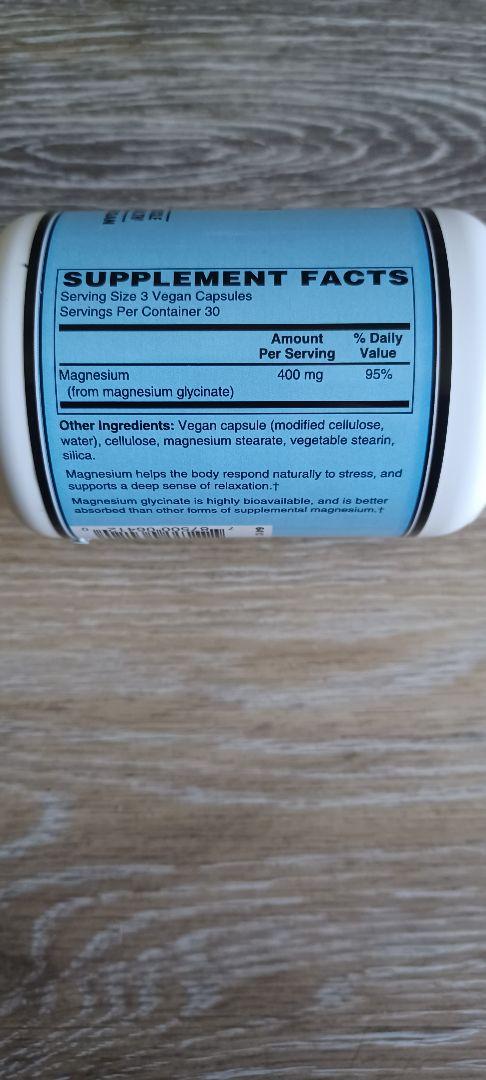 SUPPLEMENT FACTS
Serving Size 3 Vegan Capsules
Servings Per Container 30
Amount Per Serving
% Daily Value
Magnesium 400 mg 95%
(from magnesium glycinate)
Other Ingredients: Vegan capsule (modified cellulose,
water), cellulose, magnesium stearate, vegetable stearin,
silica.
Magnesium helps the body respond naturally to stress, and
supports a deep sense of relaxation.†
Magnesium glycinate is highly bioavailable, and is better
absorbed than other forms of supplemental magnesium.†